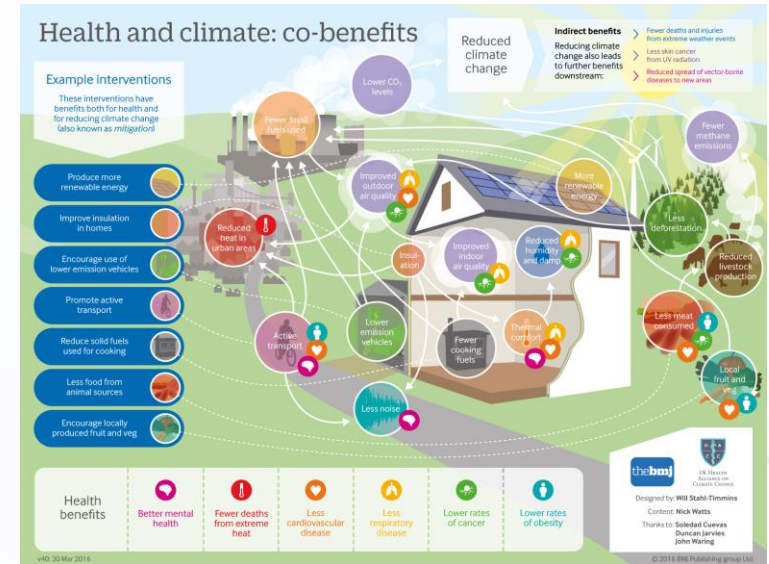 Health and climate: co-benefits
Reduced
climate
change
Indirect benefits
Reducing climate
change also leads
to further benefits
downstream:
Fewer deaths and injuries
from extreme weather events
Less skin cancer
from UV radiation
Reduced spread of vector-borne
diseases to new areas
Example interventions
These interventions have
benefits both for health and
for reducing climate change
(also known as mitigation)
Produce more
renewable energy
Improve insulation
in homes
Encourage use of
lower emission vehicles
Promote active
transport
Reduce solid fuels
used for cooking
Less food from
animal sources
Encourage locally
produced fruit and veg
Lower CO₂
levels
Fewer fossil
fuels used
Fewer
methane
emissions
Improved
outdoor
air quality
More
renewable
energy
Less
deforestation
Reduced
heat in
urban areas
Insul-
ation
Improved
indoor
air quality
Reduced
humidity
and damp
Reduced
livestock
production
Active
transport
Lower
emission
vehicles
Fewer
cooking
fuels
Thermal
comfort
Less meat
consumed
Local
fruit and
veg
Less noise
Health
benefits
Better mental
health
Fewer deaths
from extreme
heat
Less
cardiovascular
disease
Less
respiratory
disease
Lower rates
of cancer
Lower rates
of obesity
thebmj
UK HEALTH
ALLIANCE ON
CLIMATE CHANGE
Designed by: Will Stahl-Timmins
Content: Nick Watts
Thanks to: Soledad Cuevas
Duncan Jarvies
John Waring
v40: 30 Mar 2016
© 2016 BMJ Publishing group Ltd.